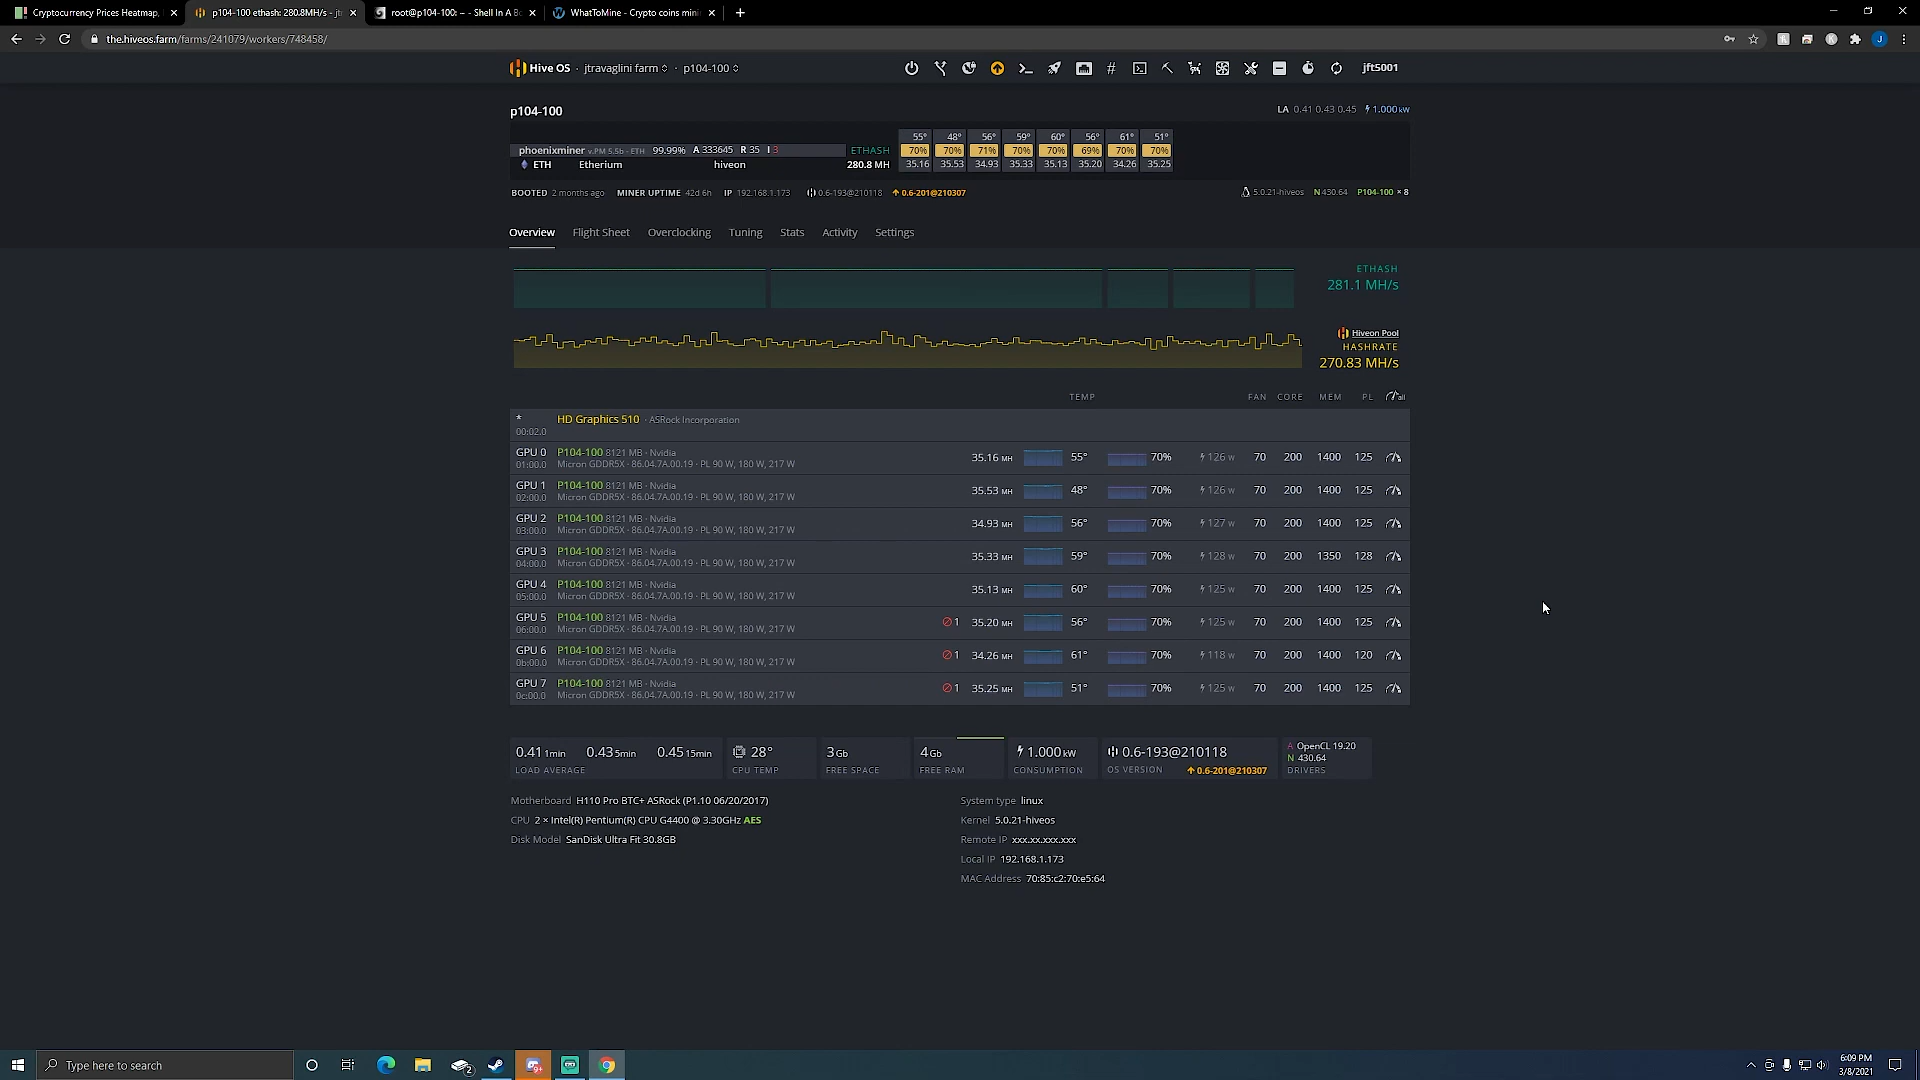 Cryptocurrency Prices Heatmap,
p104-100 ethash: 280.8MH/s - jt
root@p104-100: ~ - Shell In A Bo
WhatToMine - Crypto coins mini
the.hiveos.farm/farms/241079/workers/748458/
Hive OS · jtravaglini farm · p104-100
jft5001
p104-100
LA 0.41 0.43 0.45 1.000 kW
55° 48° 56° 59° 60° 56° 61° 51°
phoenixminer v.PM 5.5b - ETH 99.99% A 333645 R 35 I 3 ETHASH 70% 70% 71% 70% 70% 69% 70% 70%
ETH Etherium hiveon 280.8 MH 35.16 35.53 34.93 35.33 35.13 35.20 34.26 35.25
BOOTED 2 months ago MINER UPTIME 42d 6h IP 192.168.1.173 0.6-193@210118 0.6-201@210307 5.0.21-hiveos N 430.64 P104-100 × 8
Overview Flight Sheet Overclocking Tuning Stats Activity Settings
ETHASH
281.1 MH/s
Hiveon Pool
HASHRATE
270.83 MH/s
TEMP FAN CORE MEM PL all
* HD Graphics 510 · ASRock Incorporation
00:02.0
GPU 0 P104-100 8121 MB · Nvidia 35.16 MH 55° 70% 126 W 70 200 1400 125
01:00.0 Micron GDDR5X · 86.04.7A.00.19 · PL 90 W, 180 W, 217 W
GPU 1 P104-100 8121 MB · Nvidia 35.53 MH 48° 70% 126 W 70 200 1400 125
02:00.0 Micron GDDR5X · 86.04.7A.00.19 · PL 90 W, 180 W, 217 W
GPU 2 P104-100 8121 MB · Nvidia 34.93 MH 56° 70% 127 W 70 200 1400 125
03:00.0 Micron GDDR5X · 86.04.7A.00.19 · PL 90 W, 180 W, 217 W
GPU 3 P104-100 8121 MB · Nvidia 35.33 MH 59° 70% 128 W 70 200 1350 128
04:00.0 Micron GDDR5X · 86.04.7A.00.19 · PL 90 W, 180 W, 217 W
GPU 4 P104-100 8121 MB · Nvidia 35.13 MH 60° 70% 125 W 70 200 1400 125
05:00.0 Micron GDDR5X · 86.04.7A.00.19 · PL 90 W, 180 W, 217 W
GPU 5 P104-100 8121 MB · Nvidia 1 35.20 MH 56° 70% 125 W 70 200 1400 125
06:00.0 Micron GDDR5X · 86.04.7A.00.19 · PL 90 W, 180 W, 217 W
GPU 6 P104-100 8121 MB · Nvidia 1 34.26 MH 61° 70% 118 W 70 200 1400 120
0b:00.0 Micron GDDR5X · 86.04.7A.00.19 · PL 90 W, 180 W, 217 W
GPU 7 P104-100 8121 MB · Nvidia 1 35.25 MH 51° 70% 125 W 70 200 1400 125
0c:00.0 Micron GDDR5X · 86.04.7A.00.19 · PL 90 W, 180 W, 217 W
0.41 1min 0.43 5min 0.45 15min 28° 3 Gb 4 Gb 1.000 kW 0.6-193@210118 A OpenCL 19.20
N 430.64
LOAD AVERAGE CPU TEMP FREE SPACE FREE RAM CONSUMPTION OS VERSION 0.6-201@210307 DRIVERS
Motherboard H110 Pro BTC+ ASRock (P1.10 06/20/2017)
CPU 2 × Intel(R) Pentium(R) CPU G4400 @ 3.30GHz AES
Disk Model SanDisk Ultra Fit 30.8GB
System type linux
Kernel 5.0.21-hiveos
Remote IP xxx.xx.xxx.xxx
Local IP 192.168.1.173
MAC Address 70:85:c2:70:e5:64
Type here to search
2
9+
6:09 PM
3/8/2021